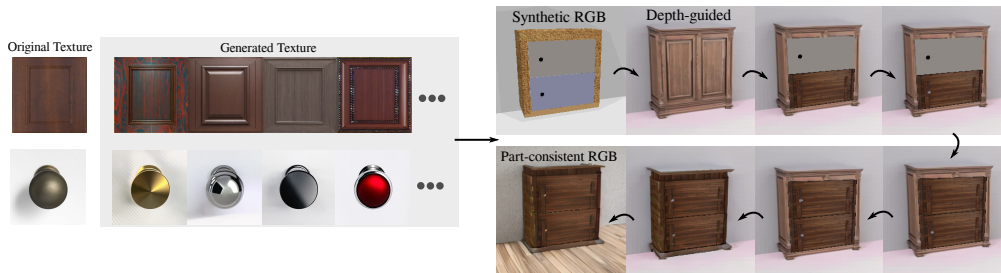 Original Texture
Generated Texture
Synthetic RGB
Depth-guided
Part-consistent RGB